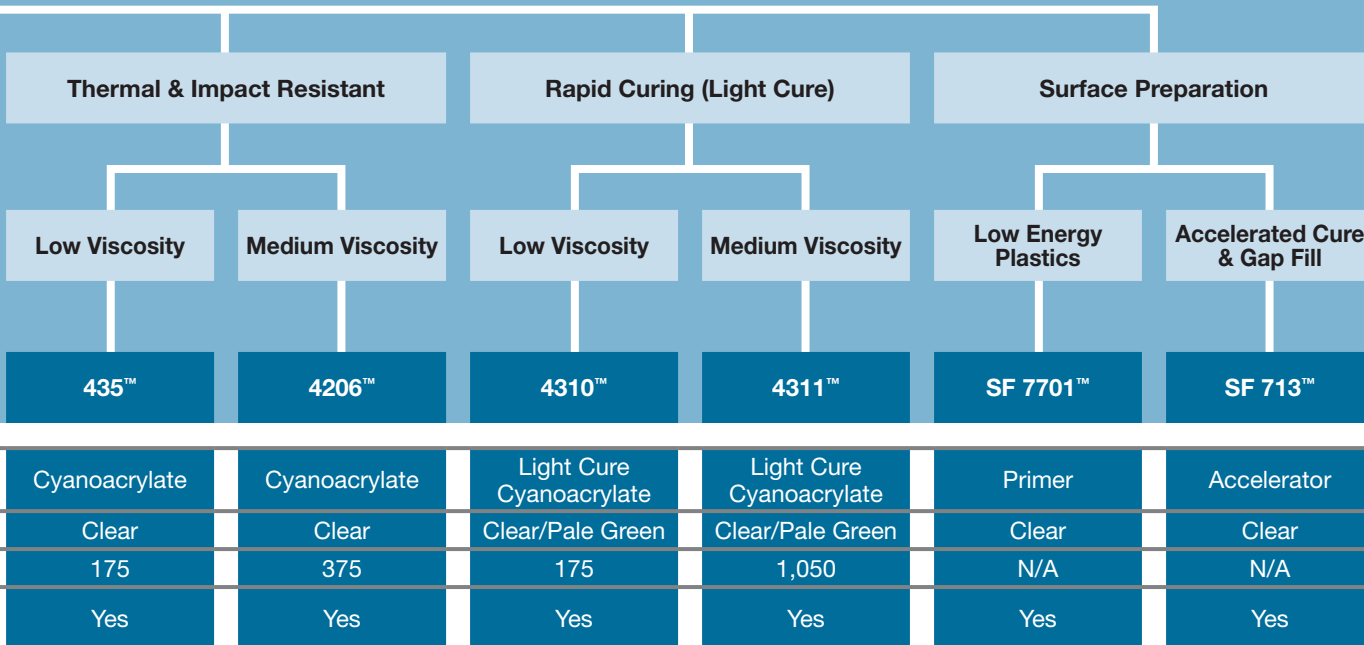 Thermal & Impact Resistant
Rapid Curing (Light Cure)
Surface Preparation
Low Viscosity
Medium Viscosity
Low Viscosity
Medium Viscosity
Low Energy
Plastics
Accelerated Cure
& Gap Fill
435™
4206™
4310™
4311™
SF 7701™
SF 713™
Cyanoacrylate
Cyanoacrylate
Light Cure
Cyanoacrylate
Light Cure
Cyanoacrylate
Primer
Accelerator
Clear
Clear
Clear/Pale Green
Clear/Pale Green
Clear
Clear
175
375
175
1,050
N/A
N/A
Yes
Yes
Yes
Yes
Yes
Yes